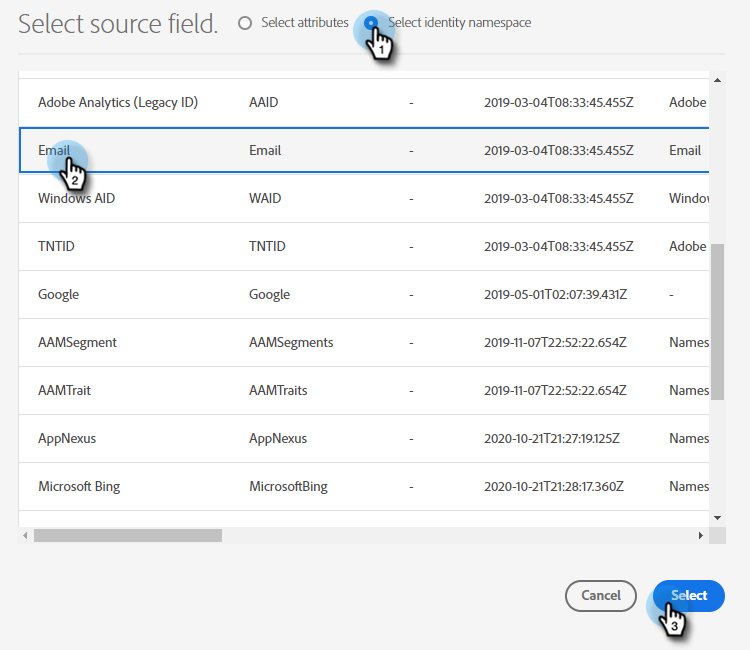 Select source field. Select attributes Select identity namespace
1
Adobe Analytics (Legacy ID) AAID - 2019-03-04T08:33:45.455Z Adobe
Email Email - 2019-03-04T08:33:45.455Z Email
2
Windows AID WAID - 2019-03-04T08:33:45.455Z Window
TNTID TNTID - 2019-03-04T08:33:45.455Z Adobe
Google Google - 2019-05-01T02:07:39.431Z -
AAMSegment AAMSegments - 2019-11-07T22:52:22.654Z Names
AAMTrait AAMTraits - 2019-11-07T22:52:22.654Z Names
AppNexus AppNexus - 2020-10-21T21:27:19.125Z Names
Microsoft Bing MicrosoftBing - 2020-10-21T21:28:17.360Z Names
Cancel Select
3